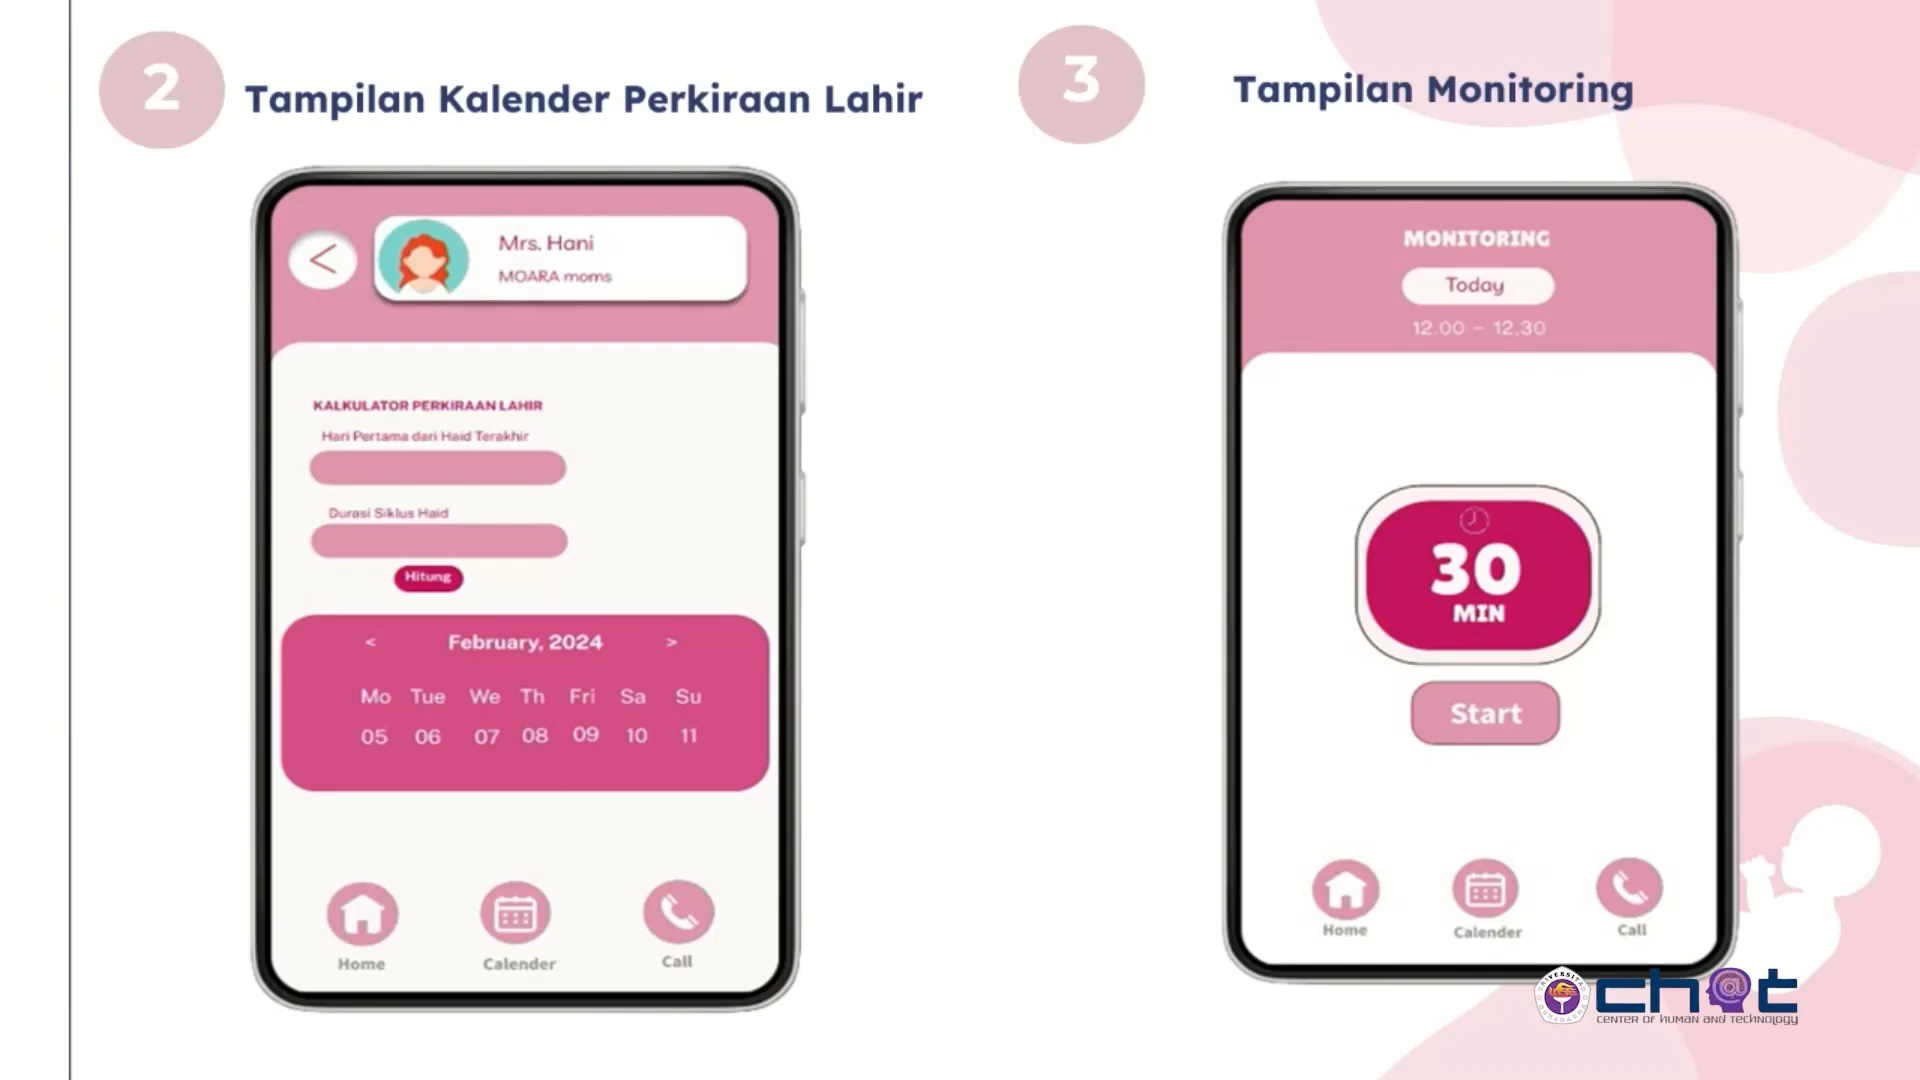 2
Tampilan Kalender Perkiraan Lahir
<
Mrs. Hani
MOARA moms
KALKULATOR PERKIRAAN LAHIR
Hari Pertama dari Haid Terakhir
Durasi Siklus Haid
Hitung
< February, 2024 >
Mo Tue We Th Fri Sa Su
05 06 07 08 09 10 11
Home Calender Call
3
Tampilan Monitoring
MONITORING
Today
12.00 - 12.30
30
MIN
Start
Home Calender Call
ch@t
CENTER OF HUMAN AND TECHNOLOGY